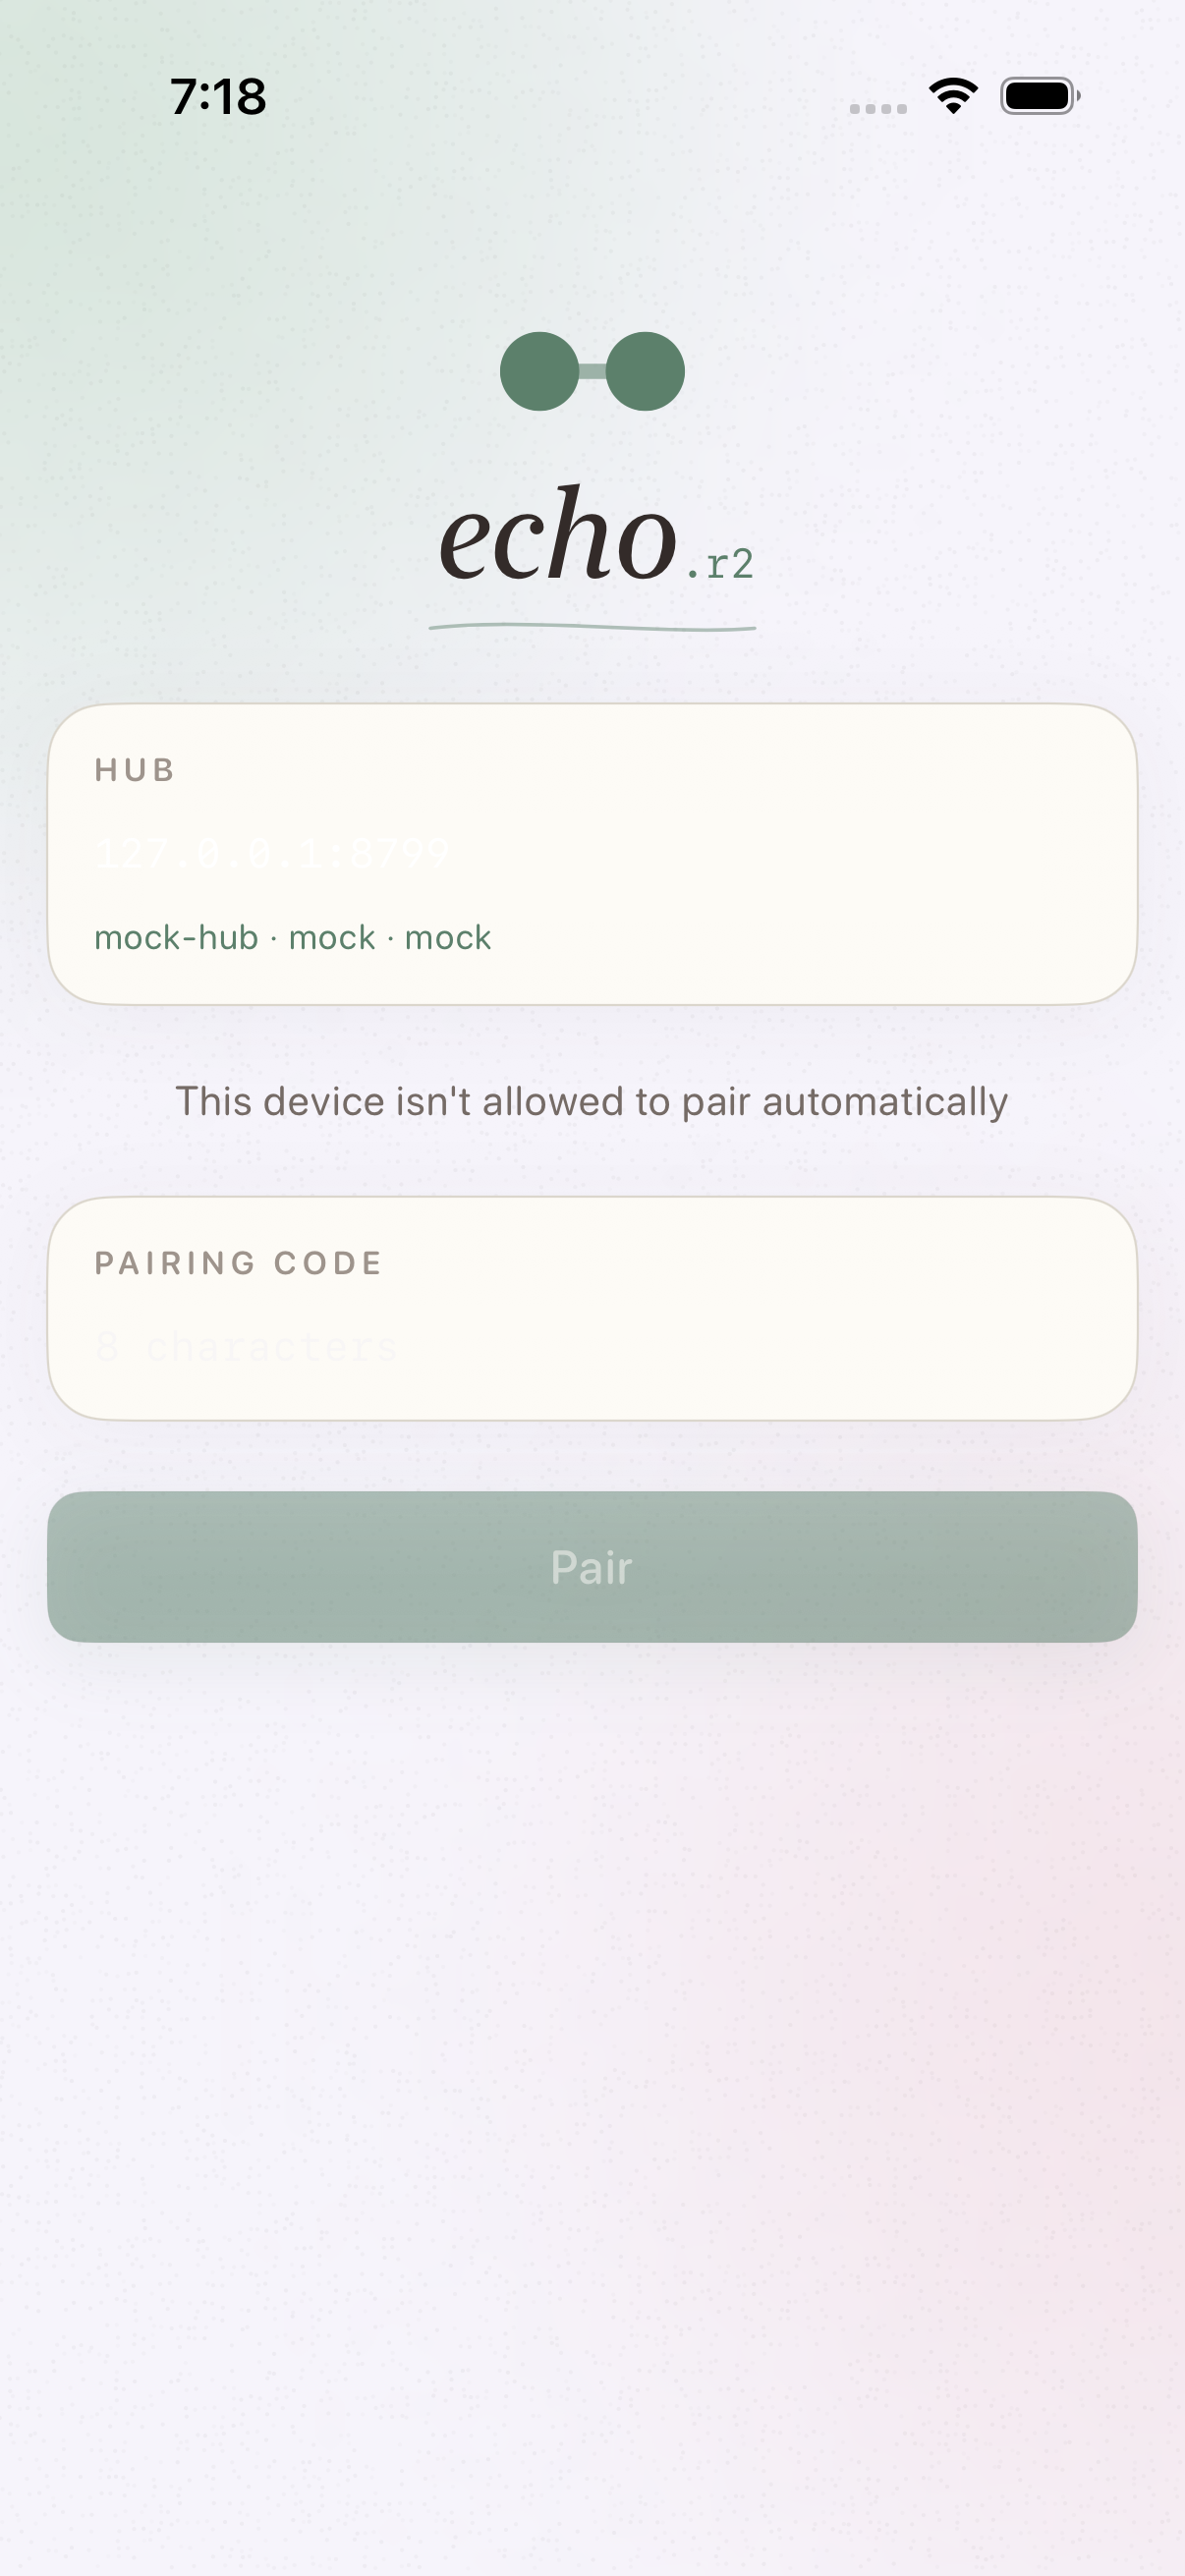 7:18
echo.r2
HUB
127.0.0.1:8799
mock-hub · mock · mock
This device isn't allowed to pair automatically
PAIRING CODE
8 characters
Pair